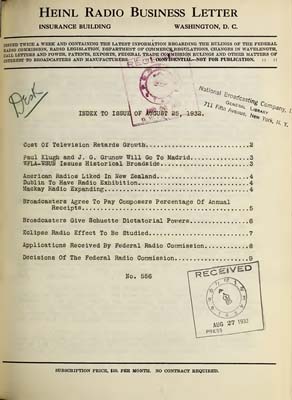 HEINL RADIO BUSINESS LETTER
INSURANCE BUILDING WASHINGTON, D. C.
ISSUED TWICE A WEEK AND CONTAINING THE LATEST INFORMATION REGARDING THE RULINGS OF THE FEDERAL
RADIO COMMISSION, RADIO LEGISLATION, DEPARTMENT OF COMMERCE REGULATIONS, CHANGES IN WAVELENGTH,
CALL LETTERS AND POWER, PATENTS, EXPORTS, FEDERAL TRADE COMMISSION RULINGS AND OTHER MATTERS OF
INTEREST TO BROADCASTERS AND MANUFACTURERS. :: :: CONFIDENTIAL—NOT FOR PUBLICATION. :: ::
RECEIVED
National Broadcasting Company, I
GENERAL LIBRARY
711 Fifth Avenue, New York, N.
Desk
INDEX TO ISSUE OF AUGUST 25, 1932.
Cost Of Television Retards Growth.....2
Paul Klugh and J. G. Grunow Will Go To Madrid.....3
WFLA-WSUN Issues Historical Broadside.....3
American Radios Liked In New Zealand.....4
Dublin To Have Radio Exhibition.....4
Mackay Radio Expanding.....4
Broadcasters Agree To Pay Composers Percentage Of Annual
Receipts.....5
Broadcasters Give Schuette Dictatorial Powers.....6
Eclipse Radio Effect To Be Studied.....7
Applications Received By Federal Radio Commission.....8
Decisions Of The Federal Radio Commission.....9
No. 556
RECEIVED
AUG 27 1932
PRESS
SUBSCRIPTION PRICE, $10. PER MONTH. NO CONTRACT REQUIRED.